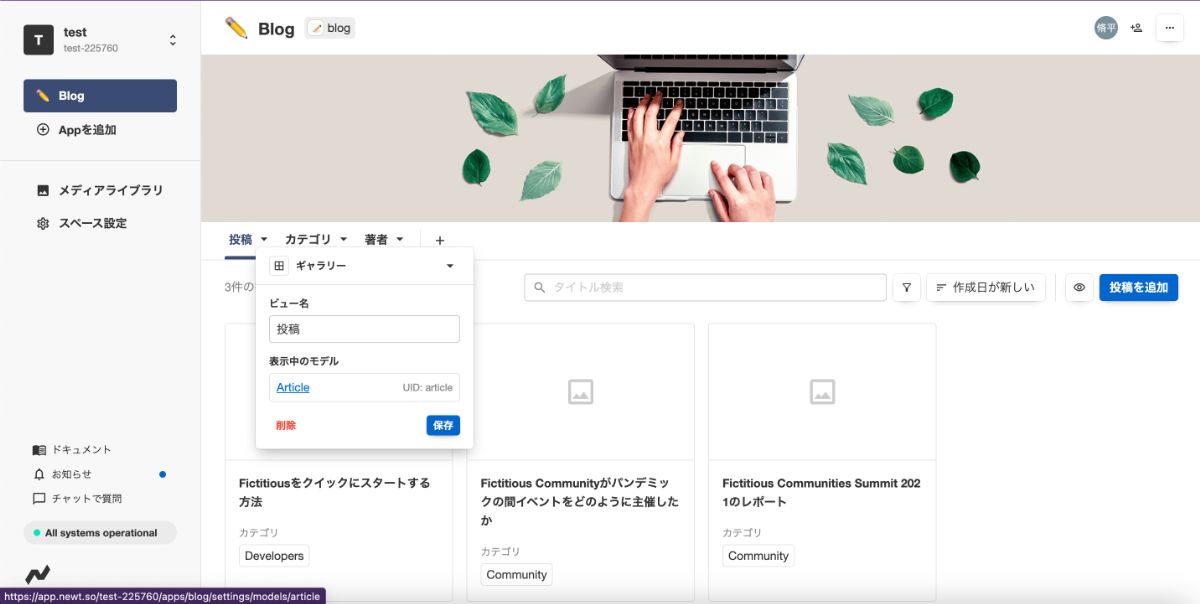 T
test
test-225760
Blog
Appを追加
メディアライブラリ
スペース設定
ドキュメント
お知らせ
チャットで質問
All systems operational
Blog
blog
脩平
投稿
カテゴリ
著者
3件の
ギャラリー
ビュー名
投稿
表示中のモデル
Article
UID: article
削除
保存
タイトル検索
作成日が新しい
投稿を追加
Fictitiousをクイックにスタートする
方法
カテゴリ
Developers
Fictitious Communityがパンデミッ
クの間イベントをどのように主催した
か
カテゴリ
Community
Fictitious Communities Summit 202
1のレポート
カテゴリ
Community
https://app.newt.so/test-225760/apps/blog/settings/models/article